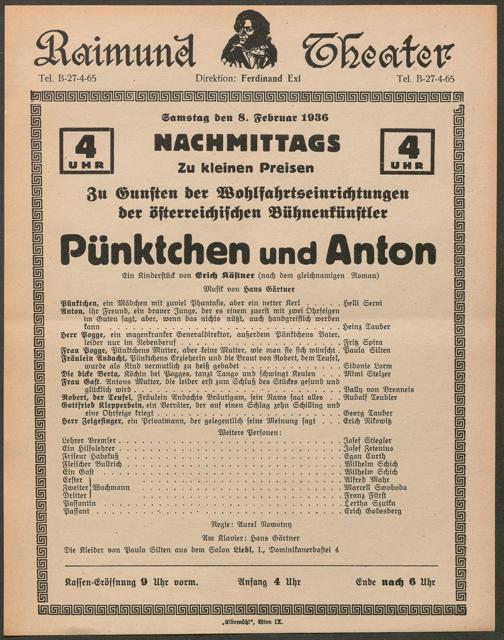 Raimund Theater
Tel. B-27-4-65 Direktion: Ferdinand Exl Tel. B-27-4-65
Samstag den 8. Februar 1936
4 UHR NACHMITTAGS 4 UHR
Zu kleinen Preisen
Zu Gunsten der Wohlfahrtseinrichtungen
der österreichischen Bühnenkünstler
Pünktchen und Anton
Ein Kinderstück von Erich Kästner (nach dem gleichnamigen Roman)
Musik von Hans Gärtner
Pünktchen, ein Mädchen mit zuviel Phantasie, aber ein netter Kerl . . . . . Helli Servi
Anton, ihr Freund, ein braver Junge, der es einem zuerst mit zwei Ohrfeigen
im Guten sagt, aber, wenn das nichts nützt, auch handgreiflich werden
kann . . . . . Heinz Tauber
Herr Pogge, ein wagenkranker Generaldirektor, außerdem Pünktchens Vater,
leider nur im Nebenberuf . . . . . Fritz Spira
Frau Pogge, Pünktchens Mutter, aber keine Mutter, wie man sie sich wünscht . Paula Silten
Fräulein Andacht, Pünktchens Erzieherin und die Braut von Robert, dem Teufel,
wurde als Kind vermutlich zu heiß gebadet . . . . . Sidonie Lorm
Die dicke Berta, Köchin bei Pogges, tanzt Tango und schwingt Keulen . . Mimi Stelzer
Frau Gast, Antons Mutter, die leider erst zum Schluß des Stückes gesund und
glücklich wird . . . . . Wally von Brenneis
Robert, der Teufel, Fräulein Andachts Bräutigam, sein Name sagt alles . . Rudolf Teubler
Gottfried Klepperbein, ein Verräter, der auf einen Schlag zehn Schilling und
eine Ohrfeige kriegt . . . . . Georg Tauber
Herr Zeigefinger, ein Privatmann, der gelegentlich seine Meinung sagt . . Erich Nikowitz
Weitere Personen:
Lehrer Bremser . . . . . Josef Stiegler
Ein Hilfslehrer . . . . . Josef Zetenius
Friseur Habekuß . . . . . Egon Curth
Fleischer Bullrich . . . . . Wilhelm Schich
Ein Gast . . . . . Wilhelm Schich
Erster . . . . . Alfred Mahr
Zweiter } Wachmann . . . . . Marcell Swoboda
Dritter . . . . . Franz Fürst
Passantin . . . . . Hertha Szutka
Passant . . . . . Erich Godesberg
Regie: Aurel Nowotny
Am Klavier: Hans Gärtner
Die Kleider von Paula Silten aus dem Salon Liebl, I., Dominikanerbastei 4
Kassen-Eröffnung 9 Uhr vorm. Anfang 4 Uhr Ende nach 6 Uhr
„Elbemühl“, Wien IX.